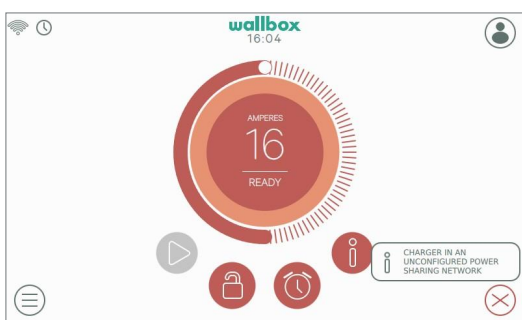 wallbox
16:04
AMPERES
16
READY
CHARGER IN AN
UNCONFIGURED POWER
SHARING NETWORK